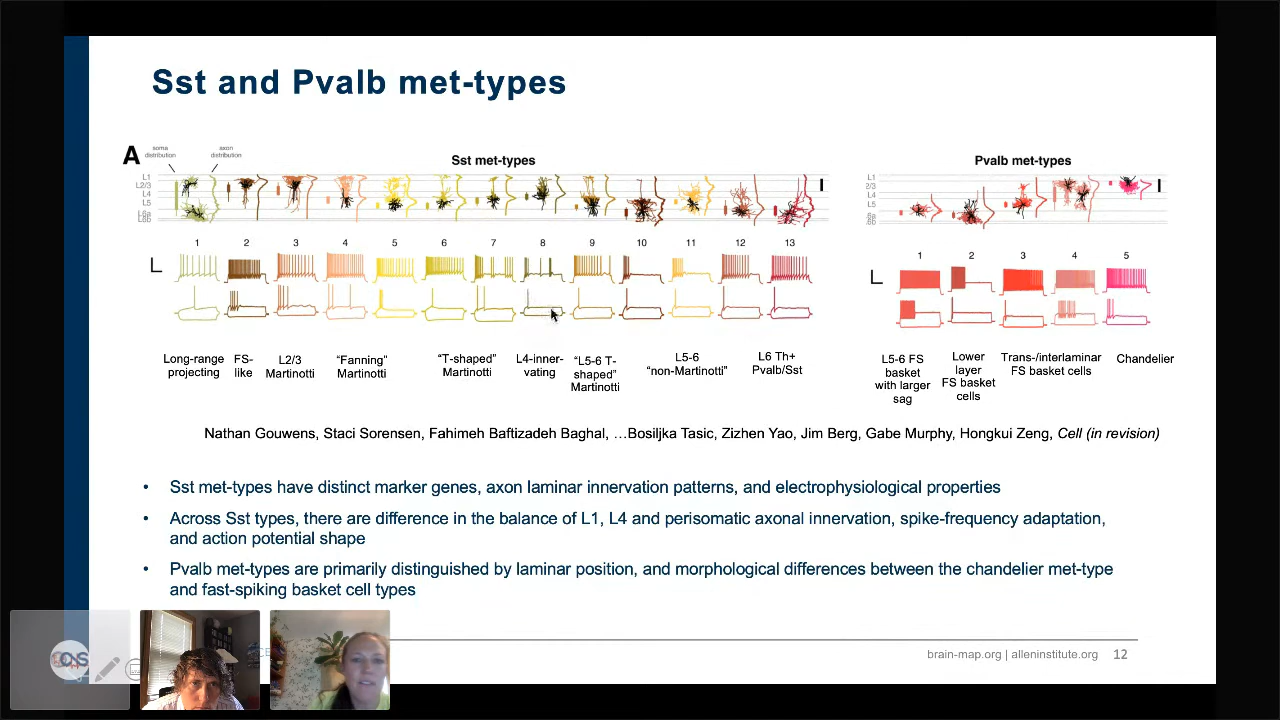 Sst and Pvalb met-types
A
soma
distribution
axon
distribution
Sst met-types
Pvalb met-types
L1
L2/3
L4
L5
L6a
L6b
L1
2/3
L4
L5
6a
6b
1 2 3 4 5 6 7 8 9 10 11 12 13
1 2 3 4 5
Long-range
projecting
FS-
like
L2/3
Martinotti
“Fanning”
Martinotti
“T-shaped”
Martinotti
L4-inner-
vating
“L5-6 T-
shaped”
Martinotti
L5-6
“non-Martinotti”
L6 Th+
Pvalb/Sst
L5-6 FS
basket
with larger
sag
Lower
layer
FS basket
cells
Trans-/interlaminar
FS basket cells
Chandelier
Nathan Gouwens, Staci Sorensen, Fahimeh Baftizadeh Baghal, …Bosiljka Tasic, Zizhen Yao, Jim Berg, Gabe Murphy, Hongkui Zeng, Cell (in revision)
• Sst met-types have distinct marker genes, axon laminar innervation patterns, and electrophysiological properties
• Across Sst types, there are difference in the balance of L1, L4 and perisomatic axonal innervation, spike-frequency adaptation,
and action potential shape
• Pvalb met-types are primarily distinguished by laminar position, and morphological differences between the chandelier met-type
and fast-spiking basket cell types
brain-map.org | alleninstitute.org 12